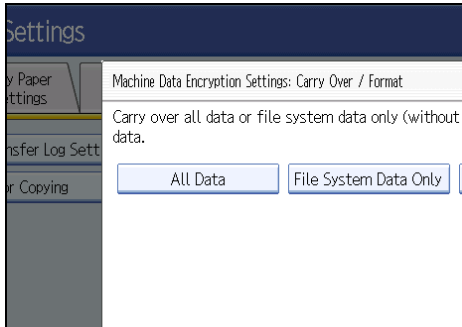 Settings
y Paper
ttings
Machine Data Encryption Settings: Carry Over / Format
Carry over all data or file system data only (without
data.
nsfer Log Sett
All Data
File System Data Only
or Copying